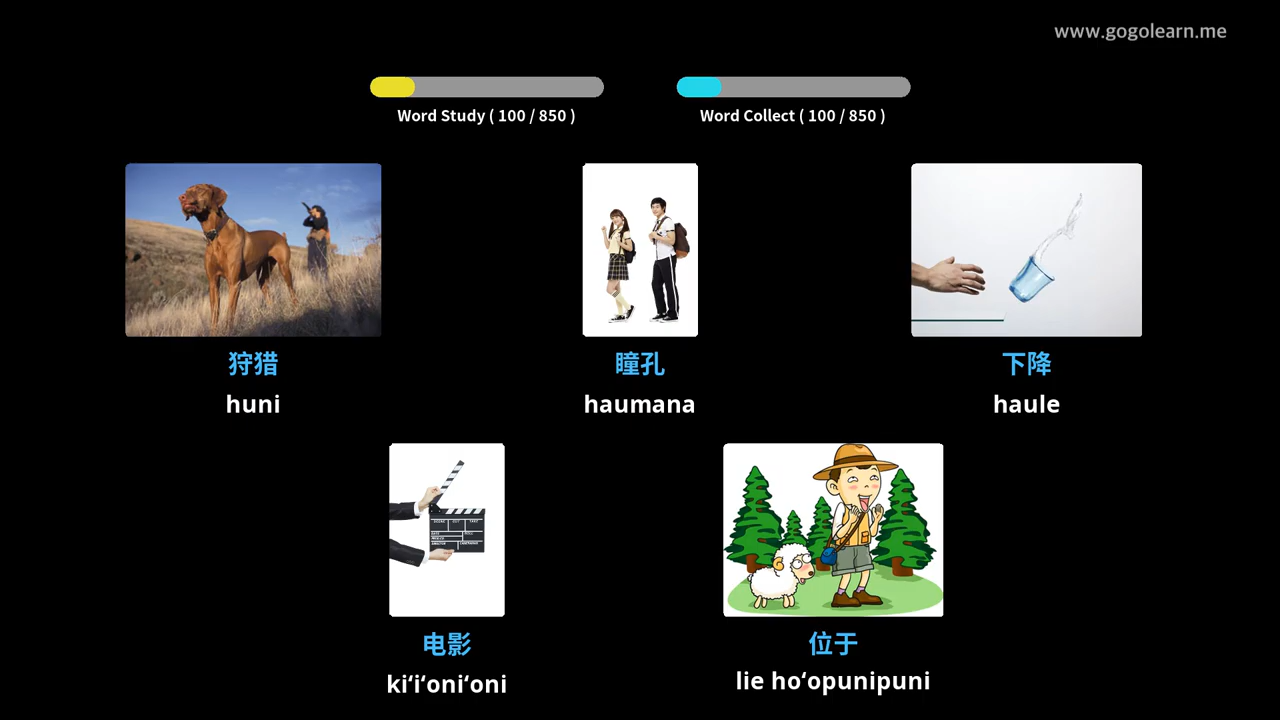 www.gogolearn.me
Word Study ( 100 / 850 )
Word Collect ( 100 / 850 )
狩猎
huni
瞳孔
haumana
下降
haule
电影
kiʻiʻoniʻoni
位于
lie hoʻopunipuni